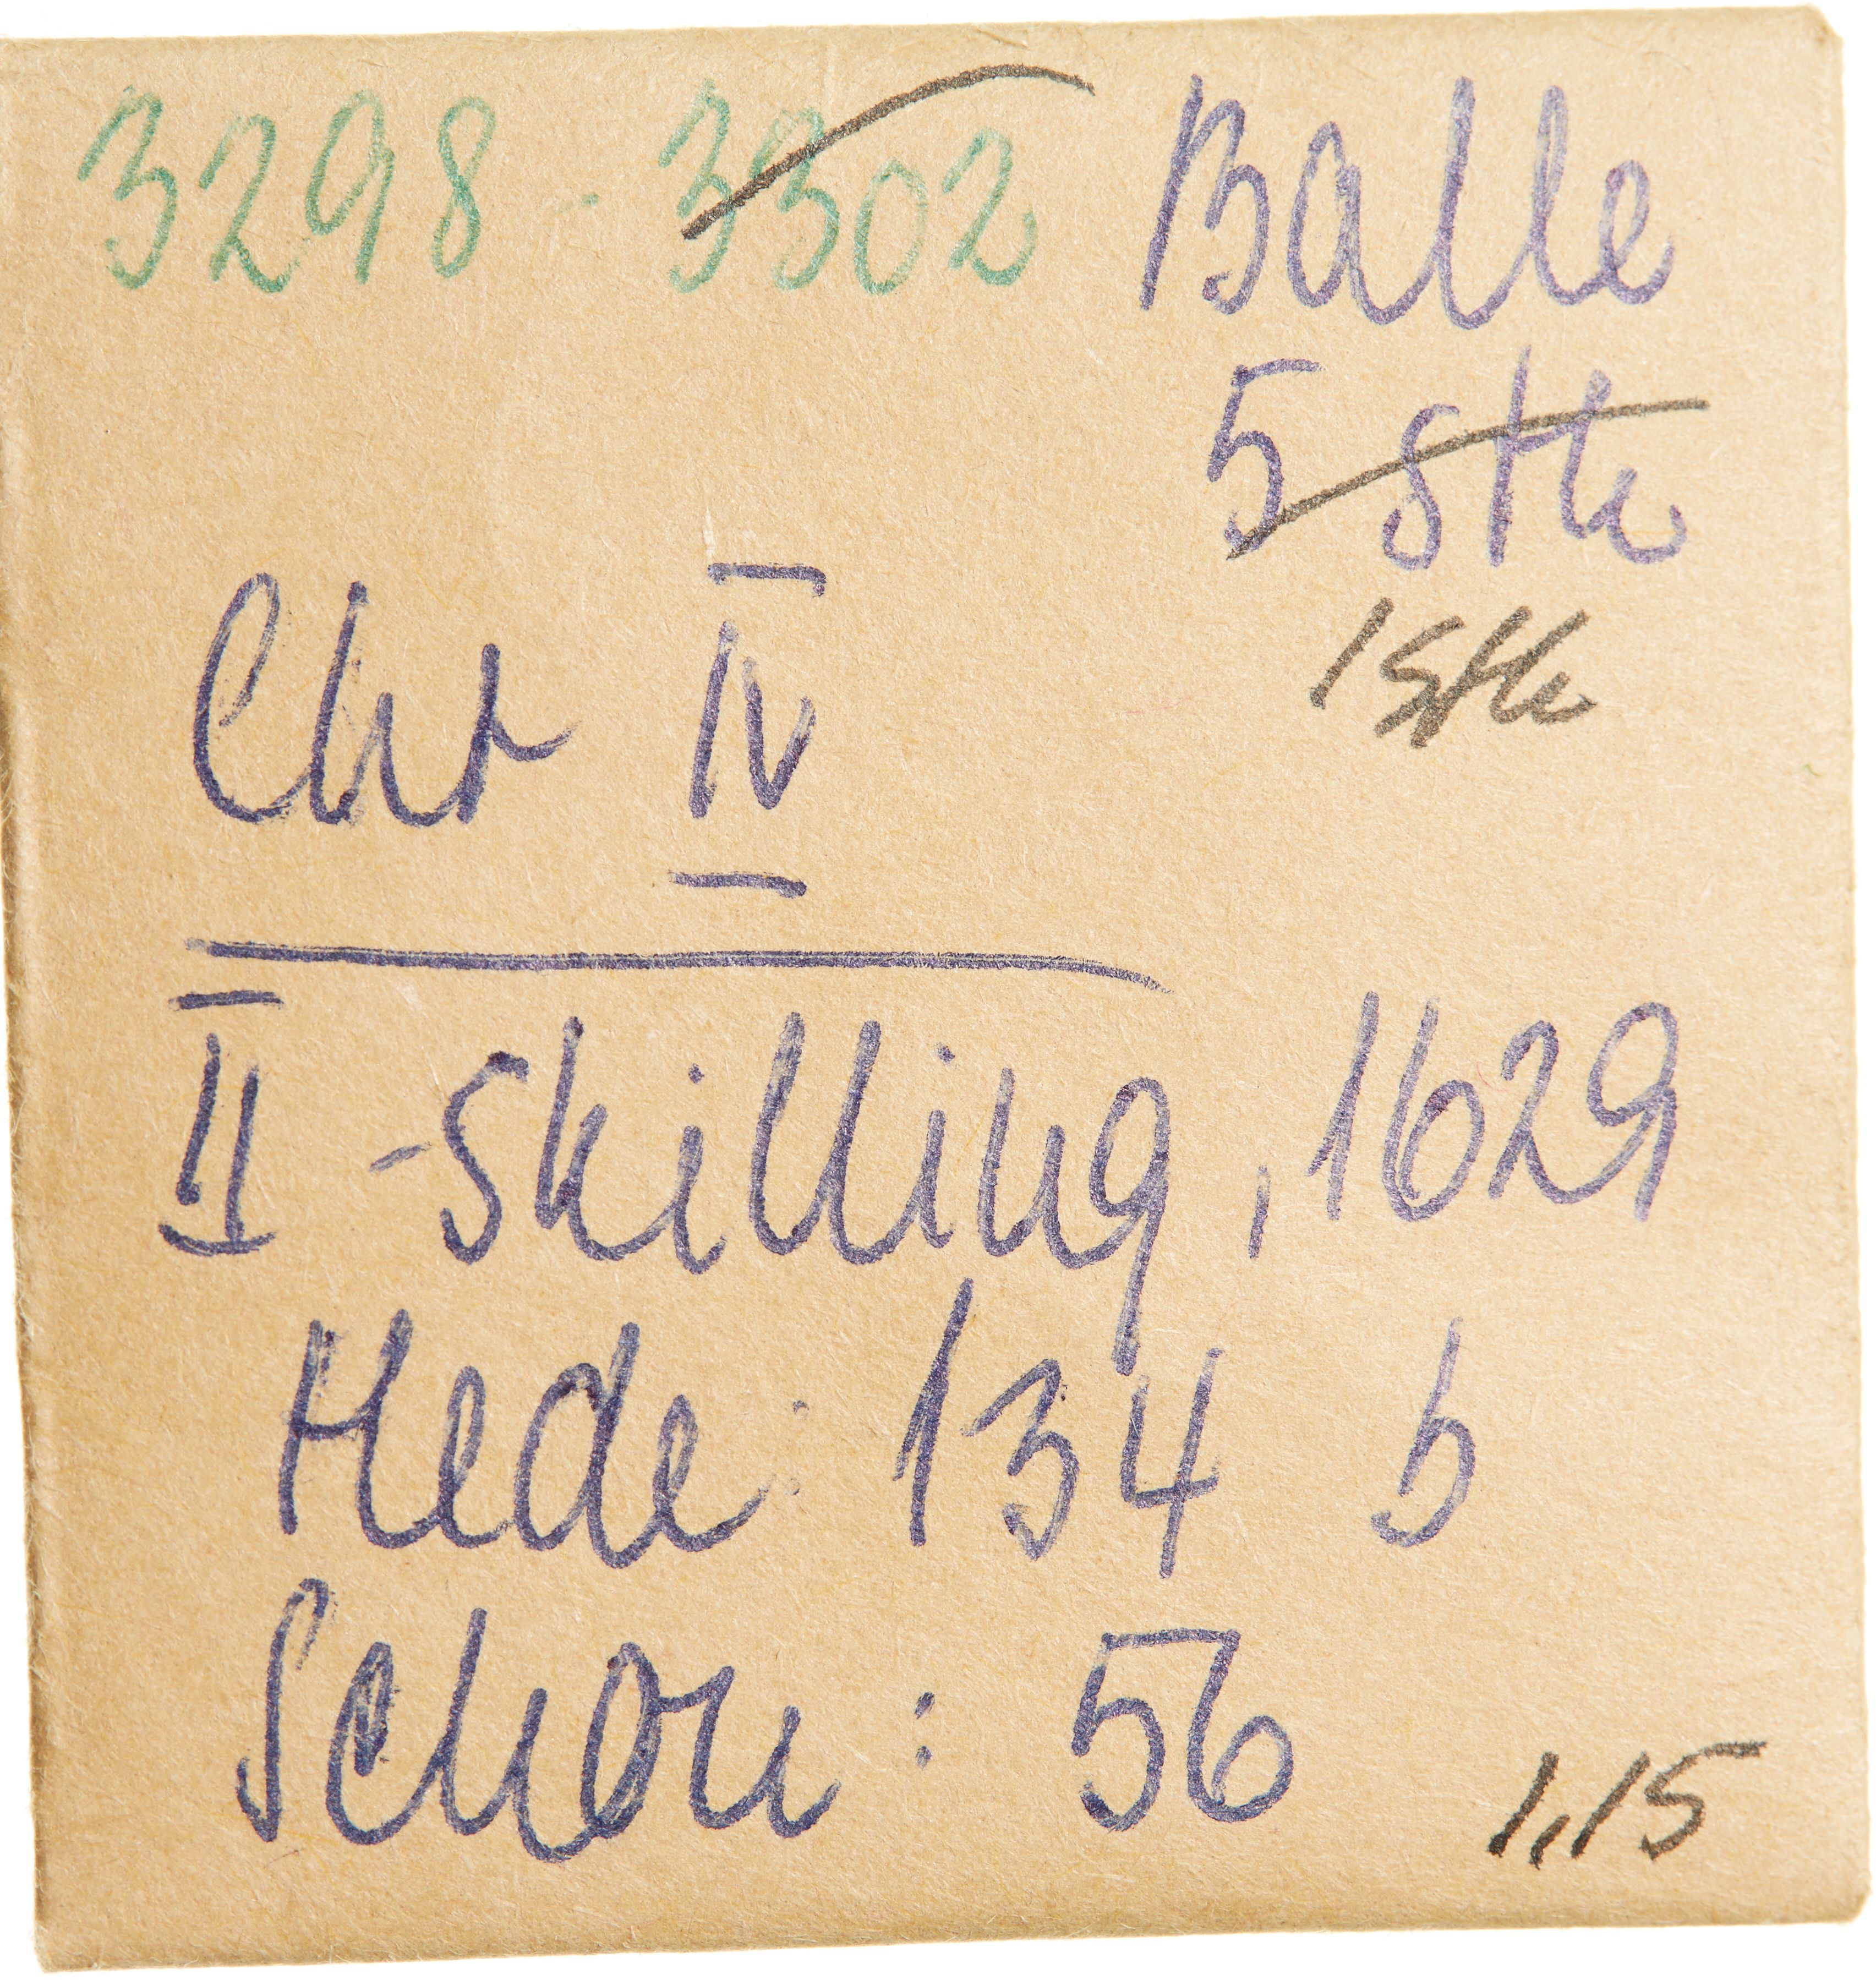 3298 - 3302 Balle
5 stk
1 stk
Chr IV
II - Skilling, 1629
Hede: 134 b
Schou: 56
1,15